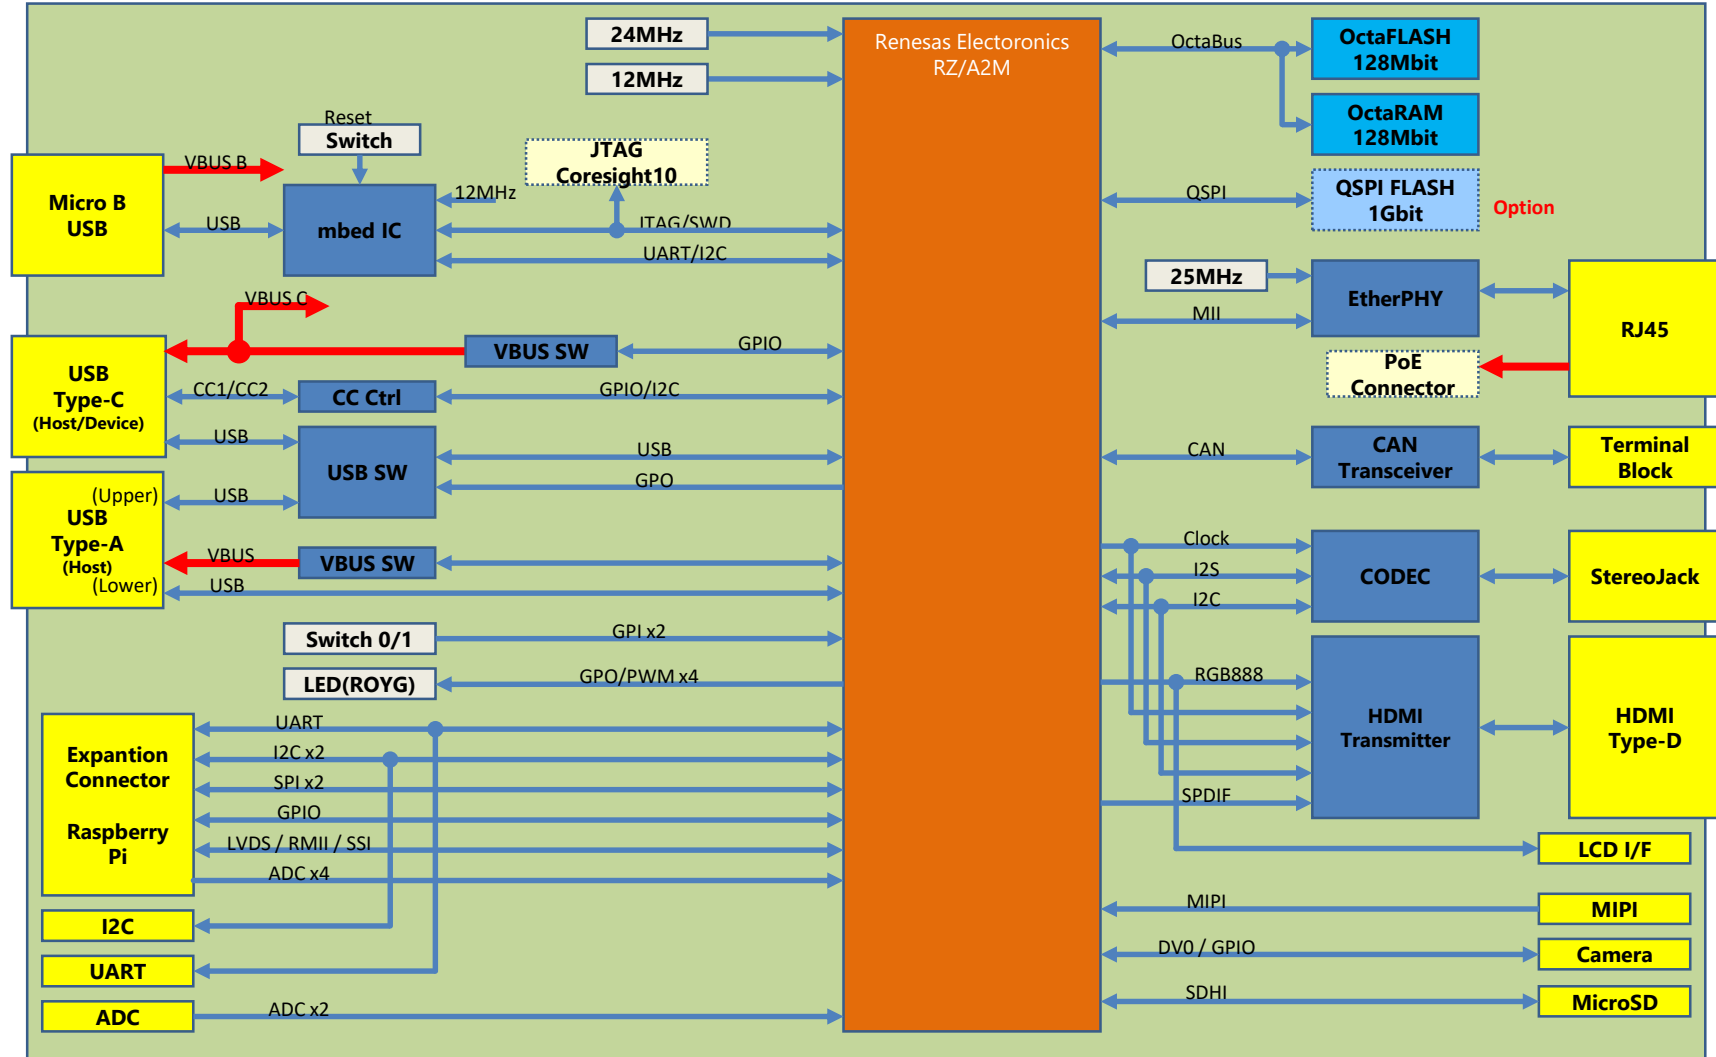 24MHz
12MHz
Renesas Electoronics
RZ/A2M
OctaBus
OctaFLASH
128Mbit
OctaRAM
128Mbit
QSPI
QSPI FLASH
1Gbit
Option
Reset
Switch
JTAG
Coresight10
VBUS B
Micro B
USB
USB
mbed IC
12MHz
JTAG/SWD
UART/I2C
25MHz
EtherPHY
MII
RJ45
PoE
Connector
VBUS C
VBUS SW
GPIO
USB
Type-C
(Host/Device)
CC1/CC2
CC Ctrl
GPIO/I2C
USB
USB SW
USB
GPO
CAN
CAN
Transceiver
Terminal
Block
(Upper)
USB
Type-A
(Host)
(Lower)
USB
VBUS
VBUS SW
USB
Clock
I2S
I2C
CODEC
StereoJack
Switch 0/1
GPI x2
LED(ROYG)
GPO/PWM x4
RGB888
HDMI
Transmitter
HDMI
Type-D
SPDIF
Expantion
Connector
Raspberry
Pi
UART
I2C x2
SPI x2
GPIO
LVDS / RMII / SSI
ADC x4
LCD I/F
I2C
UART
ADC
ADC x2
MIPI
MIPI
DV0 / GPIO
Camera
SDHI
MicroSD